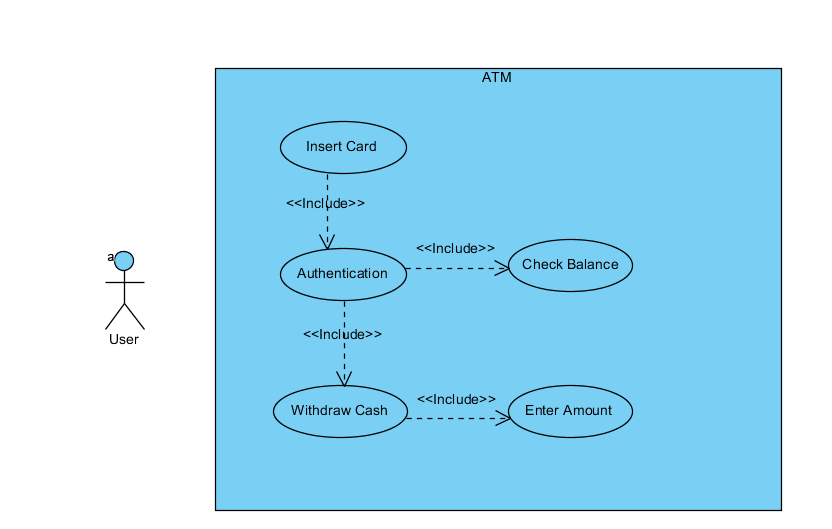 ATM
Insert Card
<<Include>>
a
Authentication
<<Include>>
Check Balance
<<Include>>
User
Withdraw Cash
<<Include>>
Enter Amount